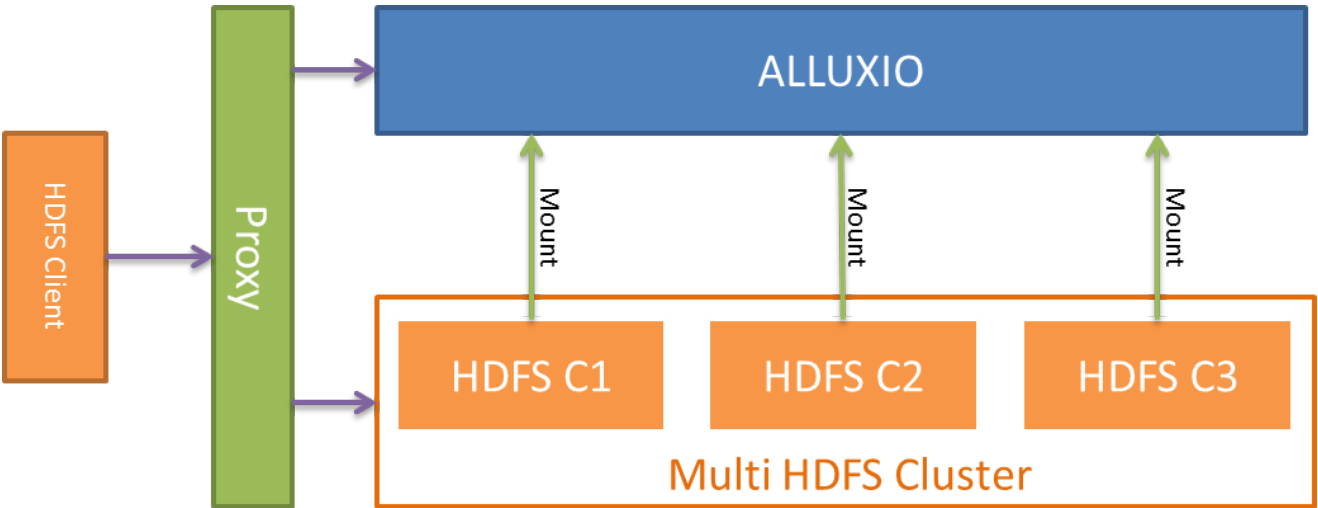 HDFS Client
Proxy
ALLUXIO
Mount
Mount
Mount
HDFS C1
HDFS C2
HDFS C3
Multi HDFS Cluster